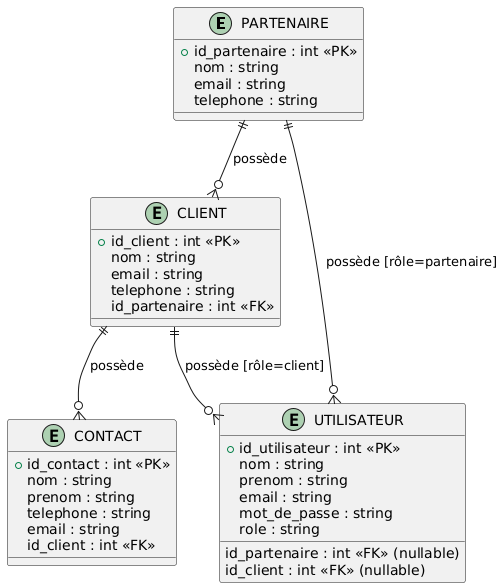 E PARTENAIRE
id_partenaire : int «PK»
nom : string
email : string
telephone : string
possède
possède [rôle=partenaire]
E CLIENT
id_client : int «PK»
nom : string
email : string
telephone : string
id_partenaire : int «FK»
possède
possède [rôle=client]
E CONTACT
id_contact : int «PK»
nom : string
prenom : string
telephone : string
email : string
id_client : int «FK»
E UTILISATEUR
id_utilisateur : int «PK»
nom : string
prenom : string
email : string
mot_de_passe : string
role : string
id_partenaire : int «FK» (nullable)
id_client : int «FK» (nullable)